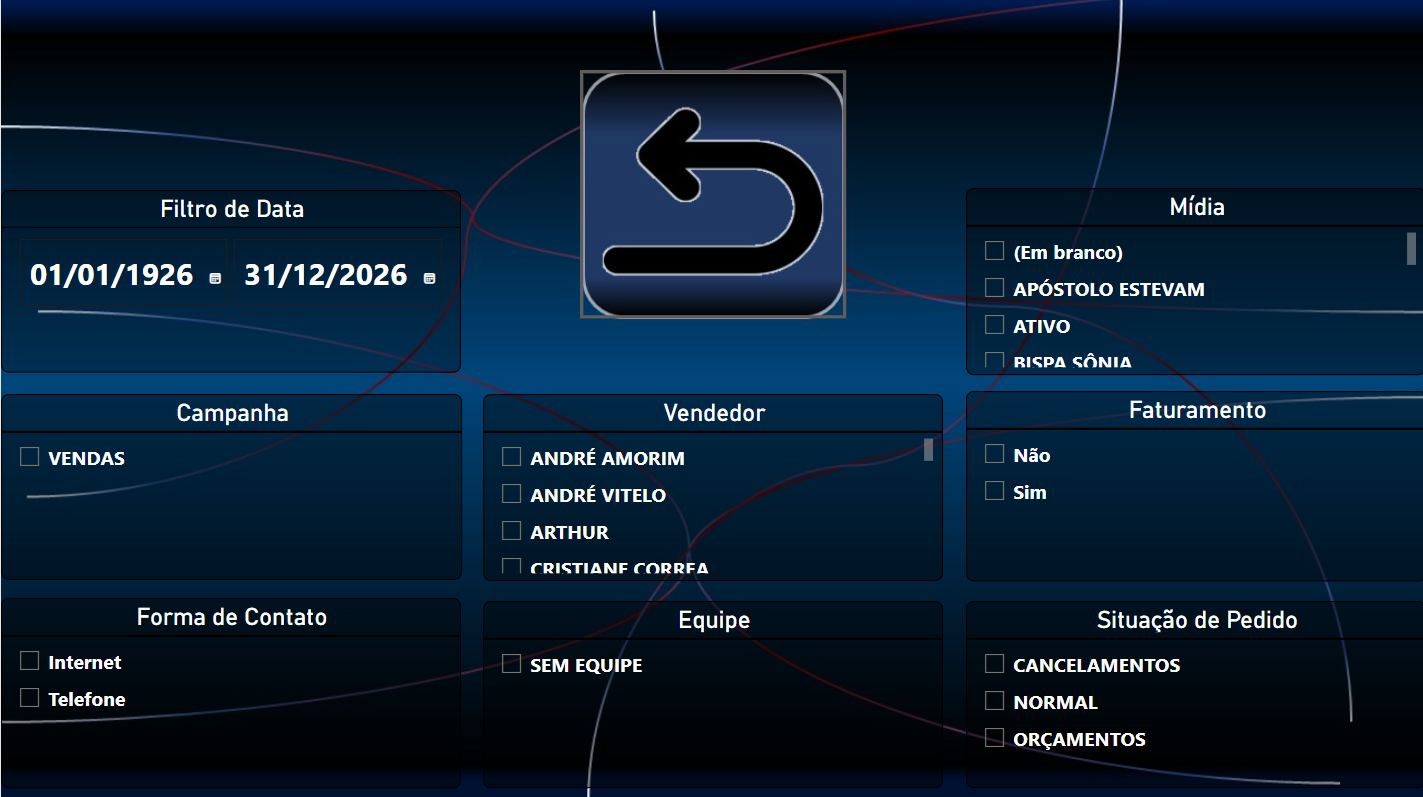 Filtro de Data
01/01/1926 31/12/2026
Mídia
(Em branco)
APÓSTOLO ESTEVAM
ATIVO
BISPA SÔNIA
Campanha
VENDAS
Vendedor
ANDRÉ AMORIM
ANDRÉ VITELO
ARTHUR
CRISTIANE CORREA
Faturamento
Não
Sim
Forma de Contato
Internet
Telefone
Equipe
SEM EQUIPE
Situação de Pedido
CANCELAMENTOS
NORMAL
ORÇAMENTOS